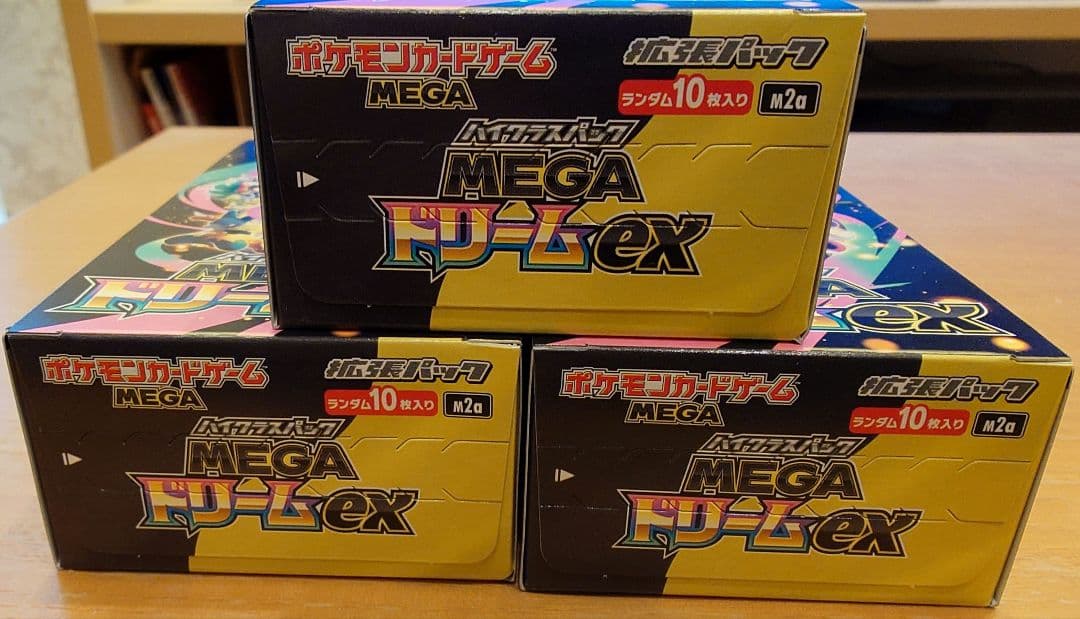 ポケモンカードゲーム
MEGA
拡張パック
ランダム10枚入り M2a
ハイクラスパック
MEGA
ドリームex
MEGA
ドリーム
ex
ポケモンカードゲーム
MEGA
拡張パック
ランダム10枚入り M2a
ハイクラスパック
MEGA
ドリームex
ポケモンカードゲーム
MEGA
拡張パック
ランダム10枚入り M2a
ハイクラスパック
MEGA
ドリームex